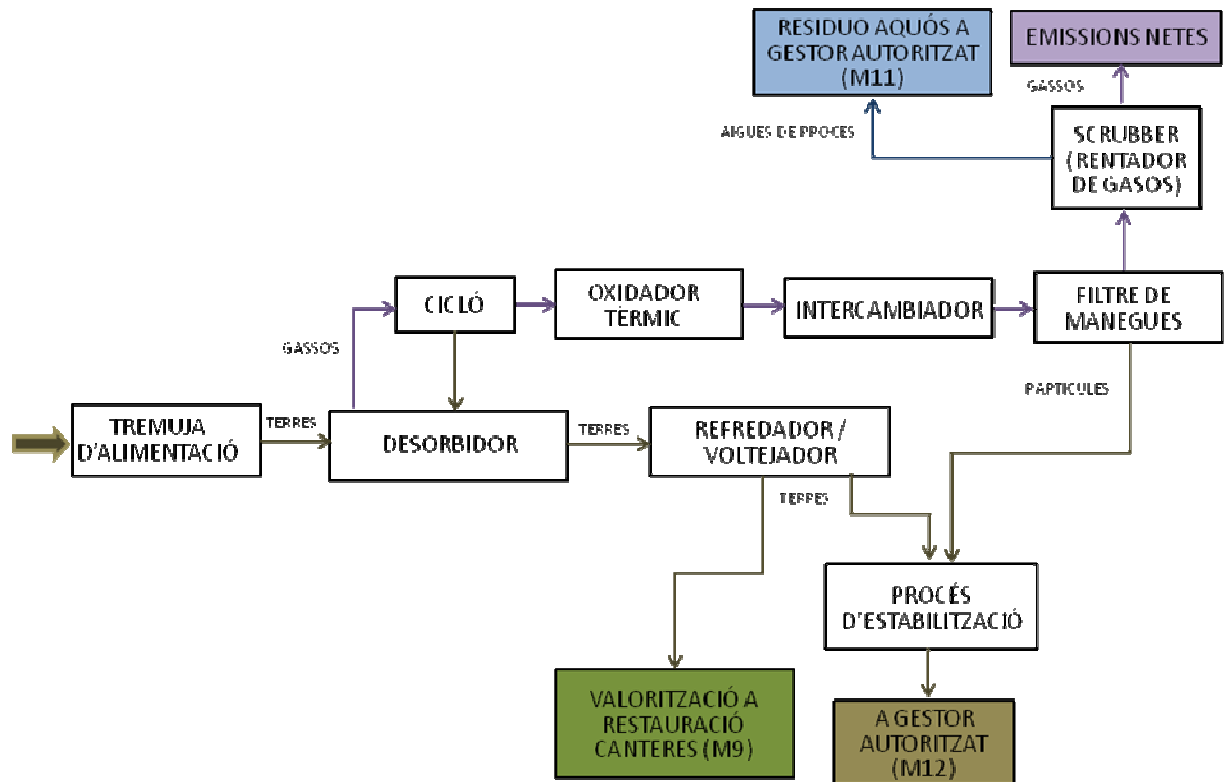 RESIDUO AQUÓS A
GESTOR AUTORITZAT
(M11)
EMISSIONS NETES
GASSOS
AIGUES DE PROCES
SCRUBBER
(RENTADOR
DE GASOS)
CICLÓ
OXIDADOR
TÈRMIC
INTERCAMBIADOR
FILTRE DE
MANEGUES
GASSOS
PARTICULES
TREMUJA
D'ALIMENTACIÓ
TERRES
DESORBIDOR
TERRES
REFREDADOR /
VOLTEJADOR
TERRES
PROCÉS
D'ESTABILITZACIÓ
VALORITZACIÓ A
RESTAURACIÓ
CANTERES (M9)
A GESTOR
AUTORITZAT
(M12)